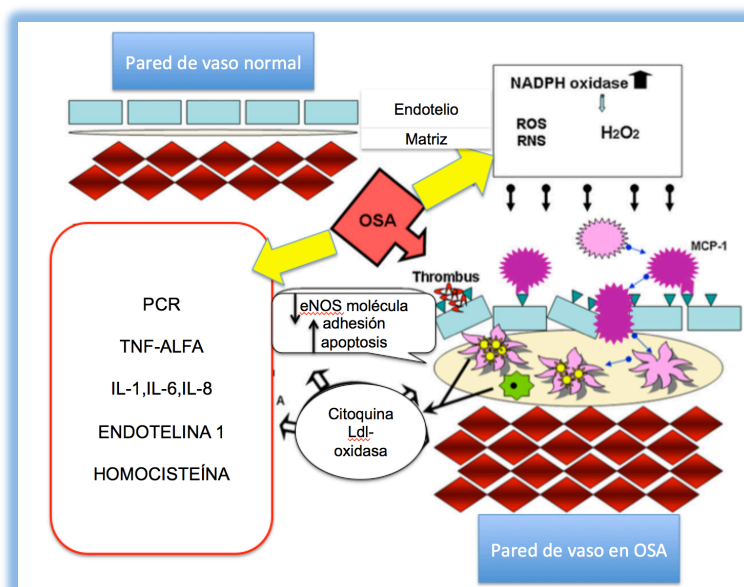 Pared de vaso normal
NADPH oxidase
ROS
RNS
H2O2
Endotelio
Matriz
OSA
MCP-1
Thrombus
eNOS molécula
adhesión
apoptosis
PCR
TNF-ALFA
IL-1,IL-6,IL-8
ENDOTELINA 1
HOMOCISTEÍNA
A
Citoquina
Ldl-
oxidasa
Pared de vaso en OSA